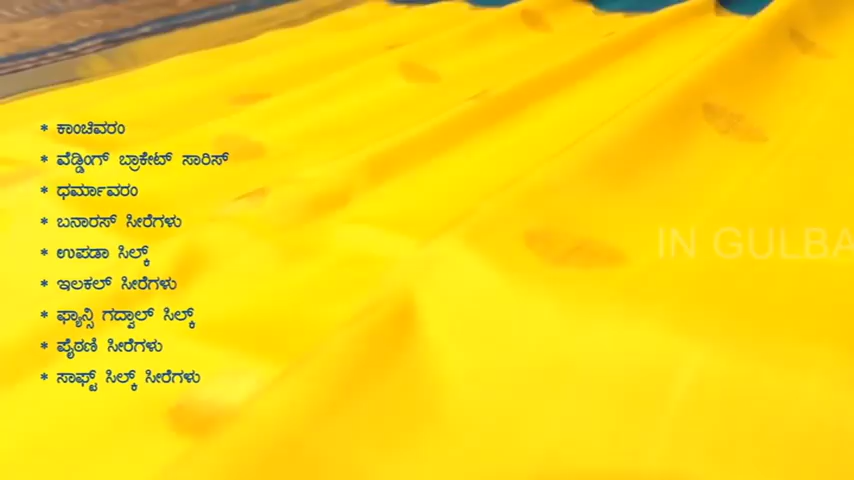 * ಕಾಂಚಿವರಂ
* ವೆಡ್ಡಿಂಗ್ ಬ್ರಾಕೇಟ್ ಸಾರಿಸ್
* ಧರ್ಮಾವರಂ
* ಬನಾರಸ್ ಸೀರೆಗಳು
* ಉಪಡಾ ಸಿಲ್ಕ್
IN GULBA
* ಇಲಕಲ್ ಸೀರೆಗಳು
* ಫ್ಯಾನ್ಸಿ ಗದ್ವಾಲ್ ಸಿಲ್ಕ್
* ಪೈಠಣಿ ಸೀರೆಗಳು
* ಸಾಫ್ಟ್ ಸಿಲ್ಕ್ ಸೀರೆಗಳು